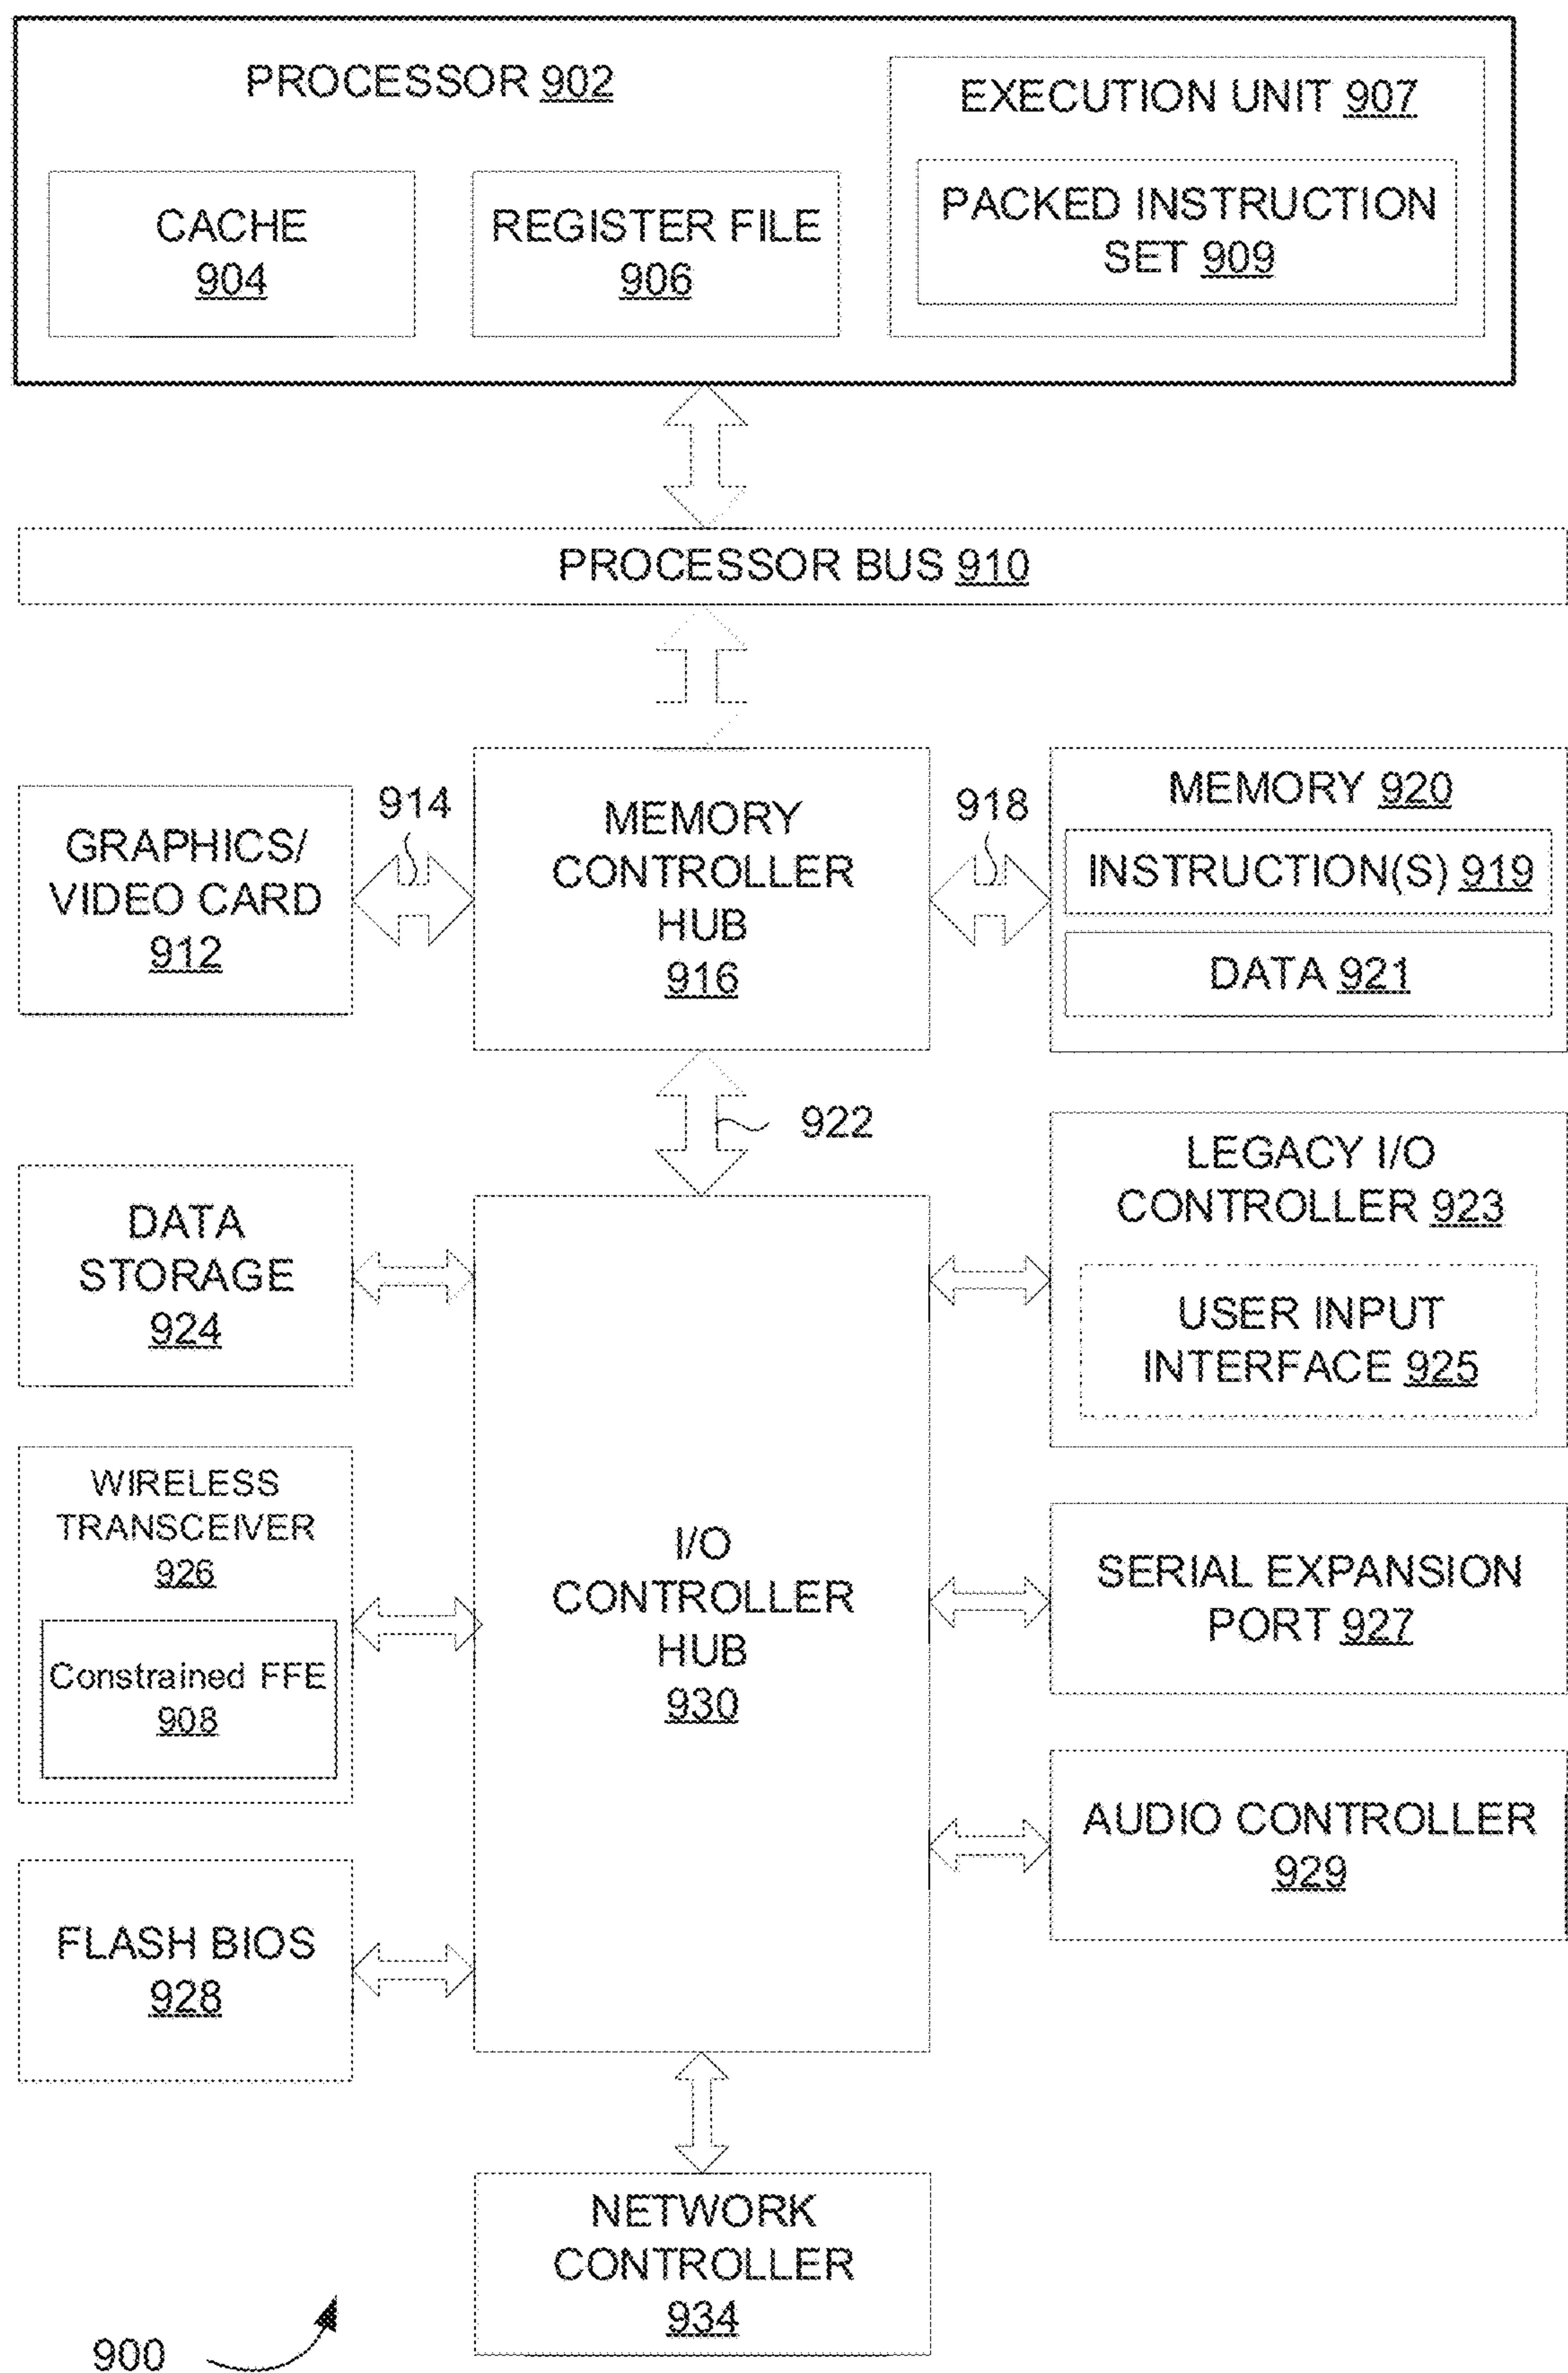 PROCESSOR 902
EXECUTION UNIT 907
CACHE
904
REGISTER FILE
906
PACKED INSTRUCTION
SET 909
PROCESSOR BUS 910
GRAPHICS/
VIDEO CARD
912
914
MEMORY
CONTROLLER
HUB
916
918
MEMORY 920
INSTRUCTION(S) 919
DATA 921
922
DATA
STORAGE
924
LEGACY I/O
CONTROLLER 923
USER INPUT
INTERFACE 925
WIRELESS
TRANSCEIVER
926
Constrained FFE
908
I/O
CONTROLLER
HUB
930
SERIAL EXPANSION
PORT 927
AUDIO CONTROLLER
929
FLASH BIOS
928
NETWORK
CONTROLLER
934
900